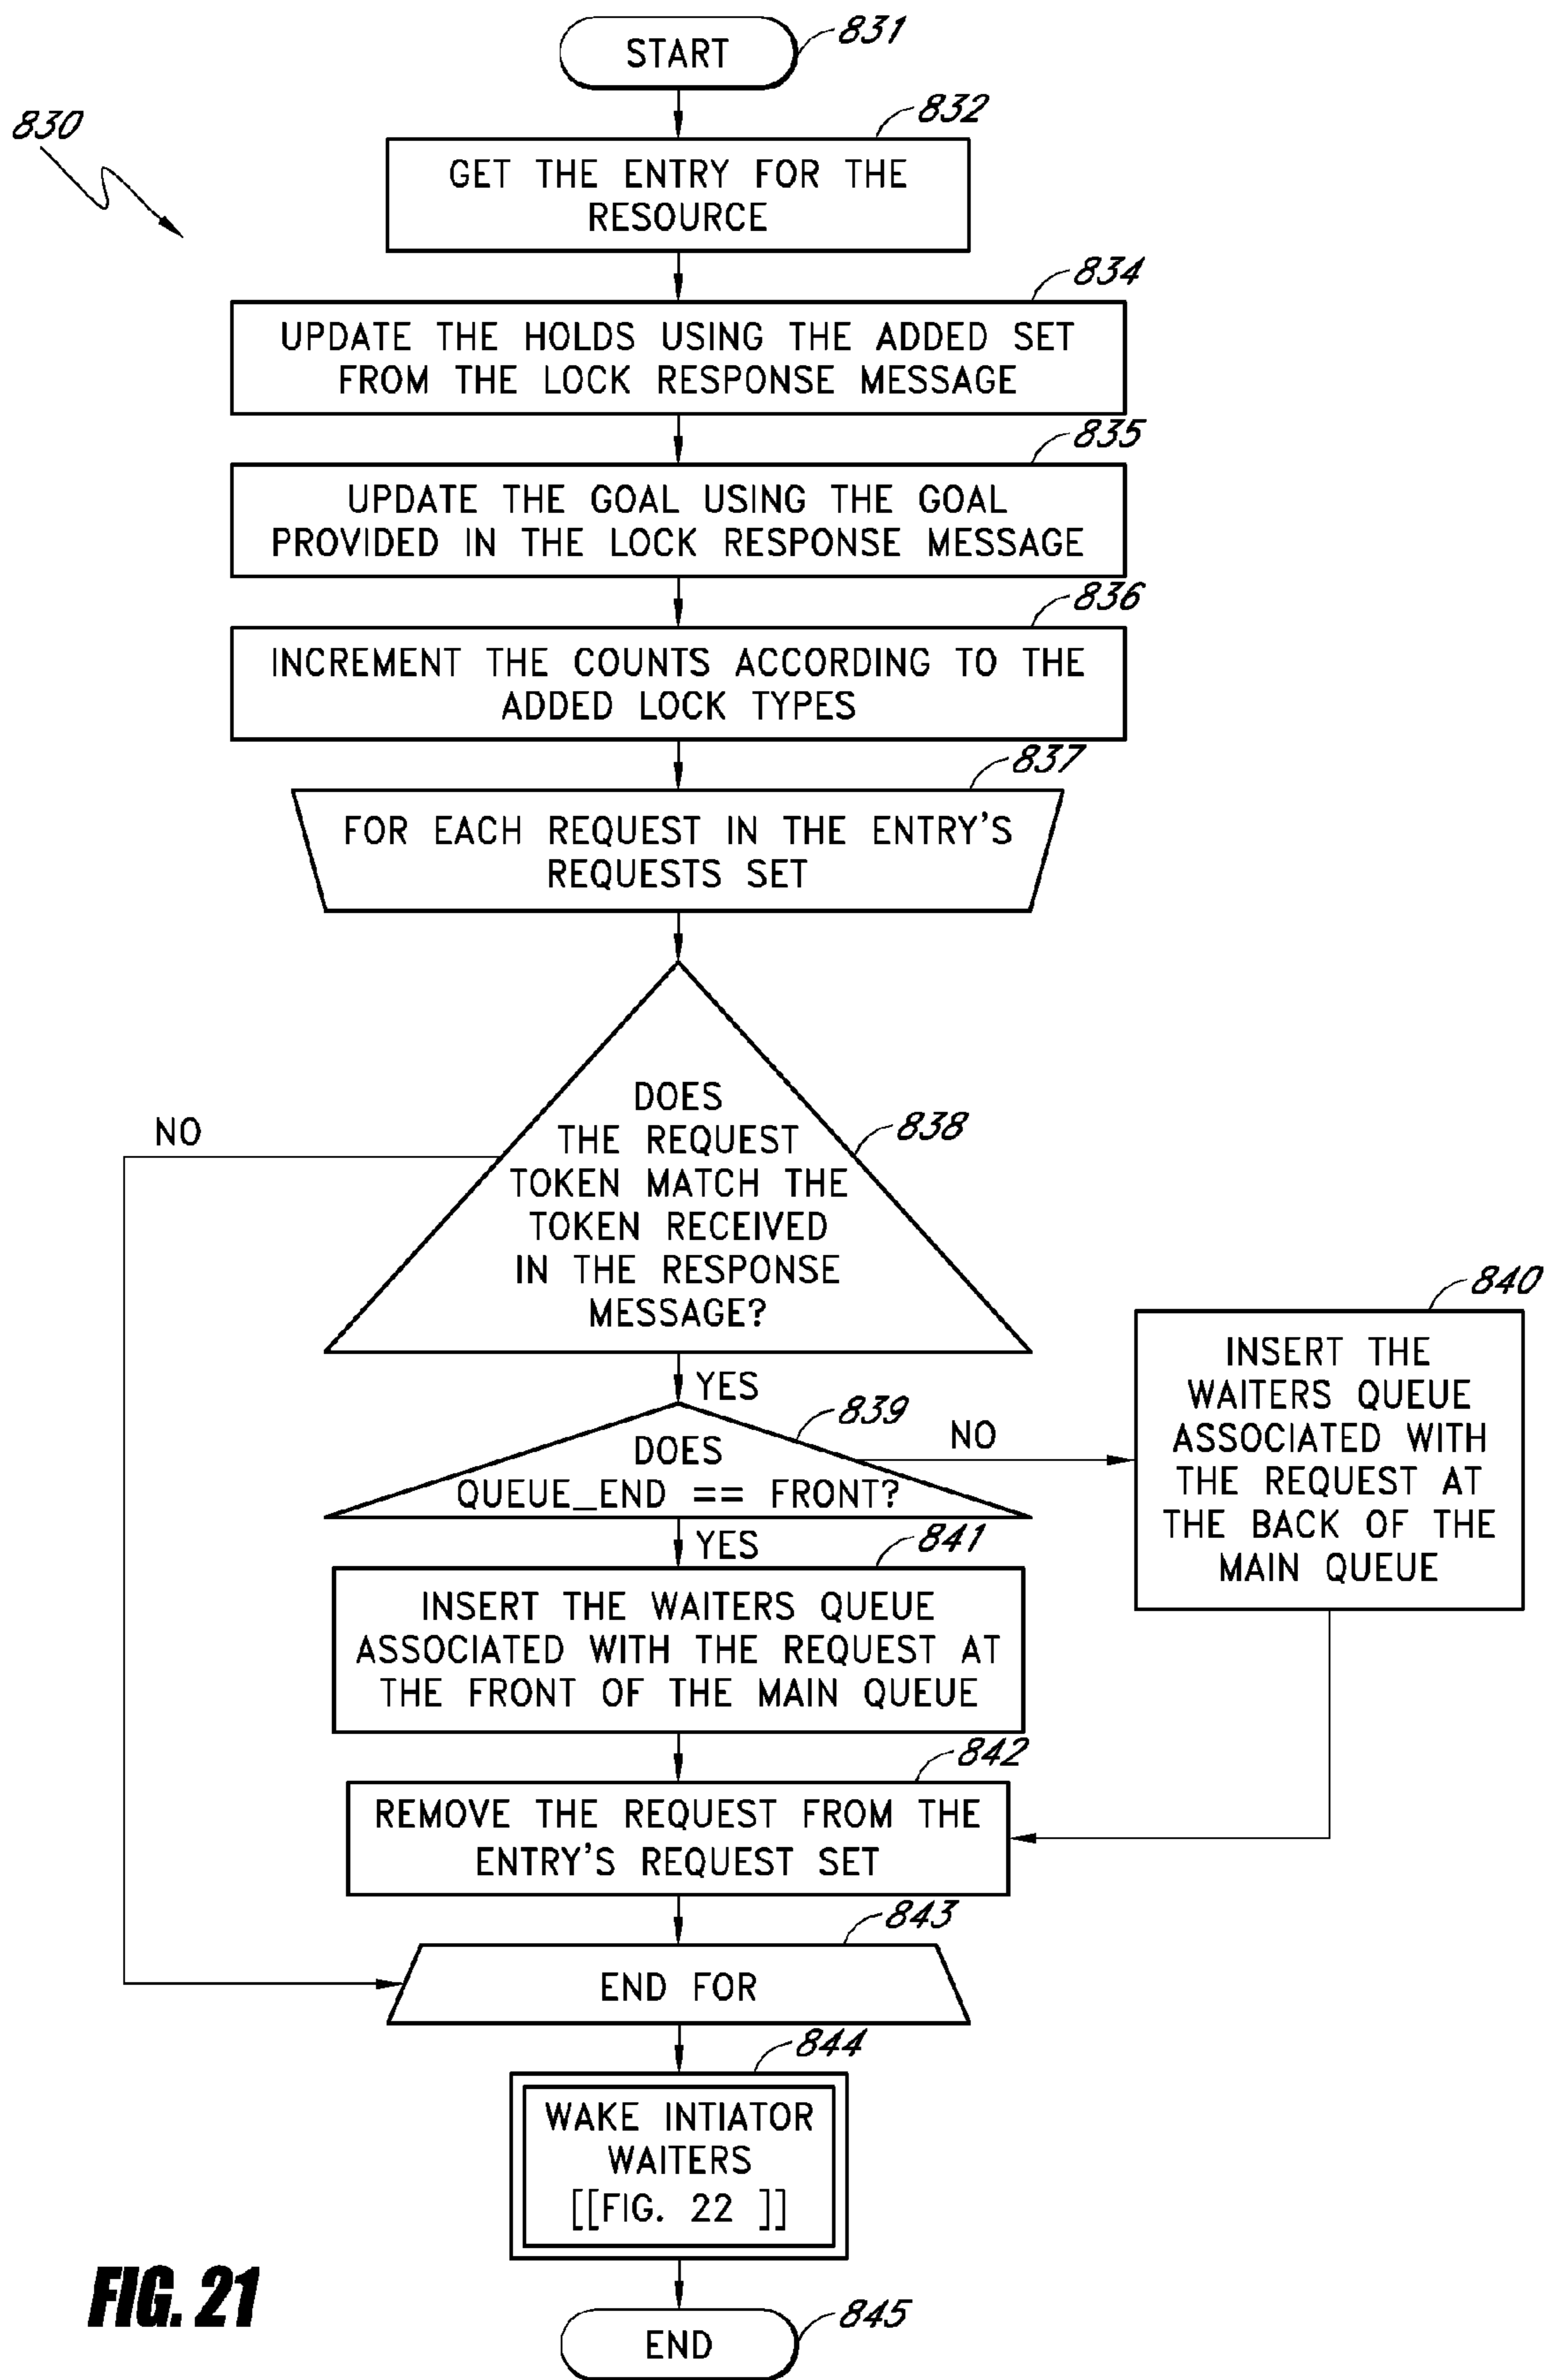 START
831
830
832
GET THE ENTRY FOR THE
RESOURCE
834
UPDATE THE HOLDS USING THE ADDED SET
FROM THE LOCK RESPONSE MESSAGE
835
UPDATE THE GOAL USING THE GOAL
PROVIDED IN THE LOCK RESPONSE MESSAGE
836
INCREMENT THE COUNTS ACCORDING TO THE
ADDED LOCK TYPES
837
FOR EACH REQUEST IN THE ENTRY'S
REQUESTS SET
NO
838
DOES
THE REQUEST
TOKEN MATCH THE
TOKEN RECEIVED
IN THE RESPONSE
MESSAGE?
YES
839
DOES
QUEUE_END == FRONT?
NO
840
INSERT THE
WAITERS QUEUE
ASSOCIATED WITH
THE REQUEST AT
THE BACK OF THE
MAIN QUEUE
YES
841
INSERT THE WAITERS QUEUE
ASSOCIATED WITH THE REQUEST AT
THE FRONT OF THE MAIN QUEUE
842
REMOVE THE REQUEST FROM THE
ENTRY'S REQUEST SET
843
END FOR
844
WAKE INTIATOR
WAITERS
[[FIG. 22 ]]
845
END
FIG. 21